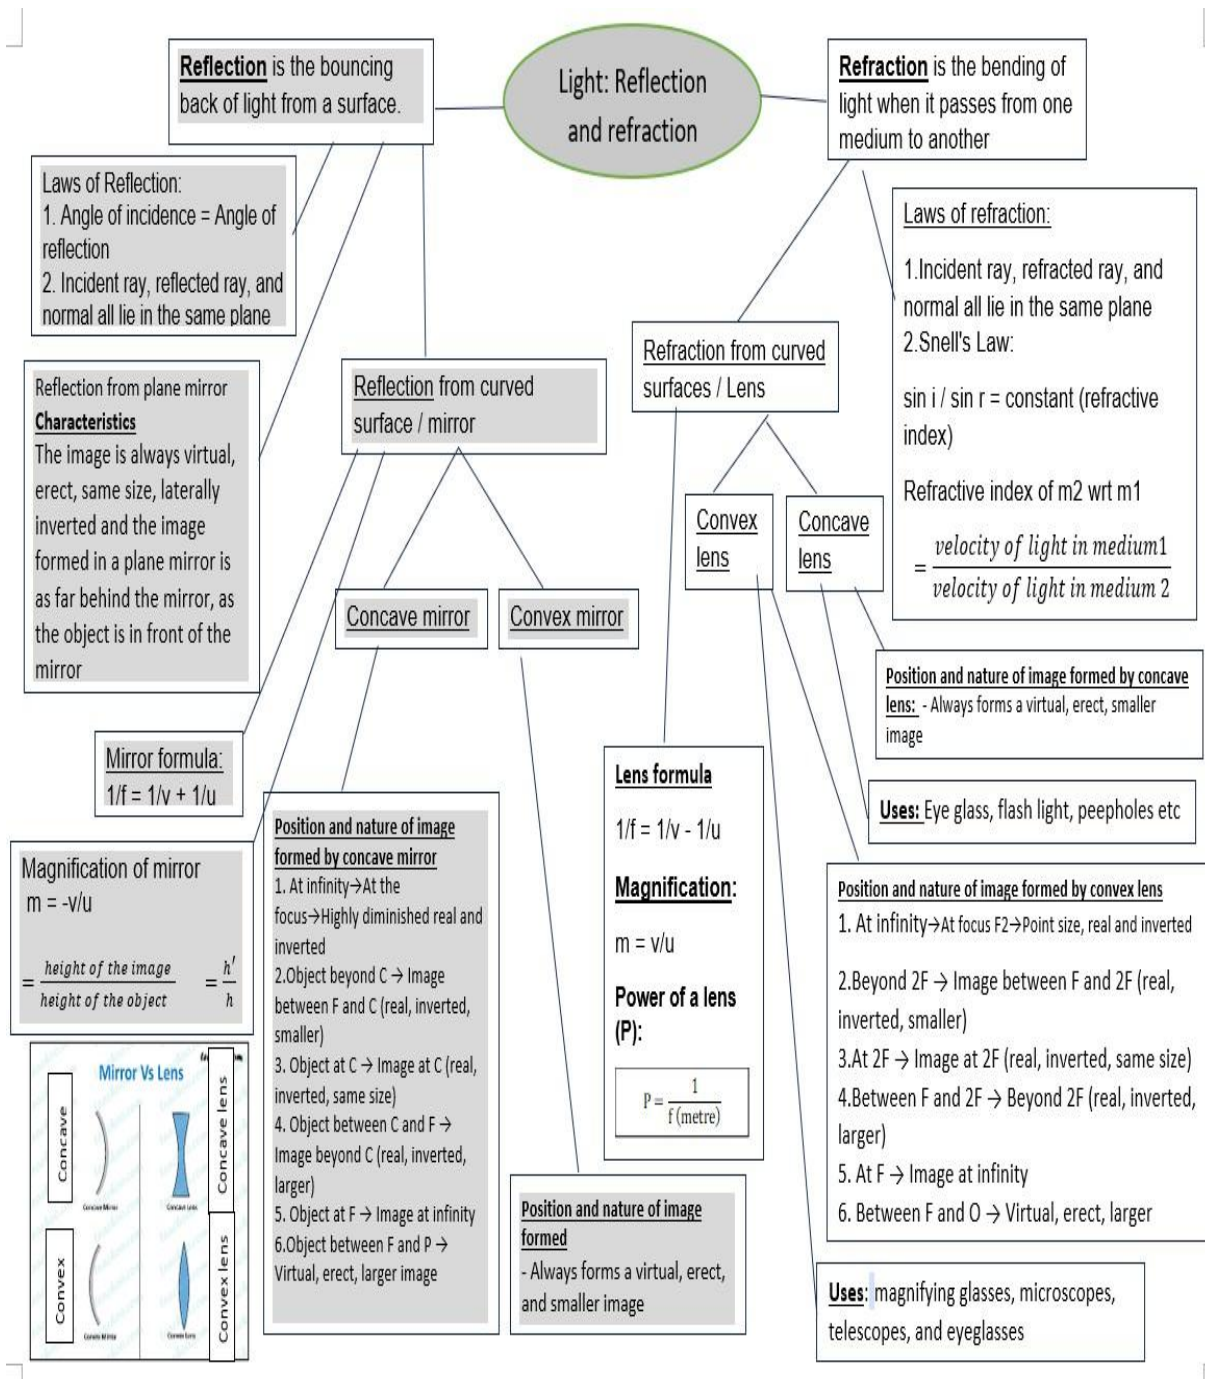 Light: Reflection
and refraction
Reflection is the bouncing
back of light from a surface.
Refraction is the bending of
light when it passes from one
medium to another
Laws of Reflection:
1. Angle of incidence = Angle of
reflection
2. Incident ray, reflected ray, and
normal all lie in the same plane
Laws of refraction:
1.Incident ray, refracted ray, and
normal all lie in the same plane
2.Snell's Law:
sin i / sin r = constant (refractive
index)
Refractive index of m2 wrt m1
= velocity of light in medium1 / velocity of light in medium 2
Reflection from plane mirror
Characteristics
The image is always virtual,
erect, same size, laterally
inverted and the image
formed in a plane mirror is
as far behind the mirror, as
the object is in front of the
mirror
Reflection from curved
surface / mirror
Refraction from curved
surfaces / Lens
Convex
lens
Concave
lens
Concave mirror
Convex mirror
Position and nature of image formed by concave
lens: - Always forms a virtual, erect, smaller
image
Mirror formula:
1/f = 1/v + 1/u
Uses: Eye glass, flash light, peepholes etc
Magnification of mirror
m = -v/u
= height of the image / height of the object = h'/h
Position and nature of image
formed by concave mirror
1. At infinity→At the
focus→Highly diminished real and
inverted
2.Object beyond C → Image
between F and C (real, inverted,
smaller)
3. Object at C → Image at C (real,
inverted, same size)
4. Object between C and F →
Image beyond C (real, inverted,
larger)
5. Object at F → Image at infinity
6.Object between F and P →
Virtual, erect, larger image
Lens formula
1/f = 1/v - 1/u
Magnification:
m = v/u
Power of a lens
(P):
P = 1 / f (metre)
Position and nature of image formed by convex lens
1. At infinity→At focus F2→Point size, real and inverted
2.Beyond 2F → Image between F and 2F (real,
inverted, smaller)
3.At 2F → Image at 2F (real, inverted, same size)
4.Between F and 2F → Beyond 2F (real, inverted,
larger)
5. At F → Image at infinity
6. Between F and O → Virtual, erect, larger
Position and nature of image
formed
- Always forms a virtual, erect,
and smaller image
Uses: magnifying glasses, microscopes,
telescopes, and eyeglasses
Mirror Vs Lens
Concave
Concave lens
Concave Mirror
Concave Lens
Convex
Convex lens
Convex Mirror
Convex Lens